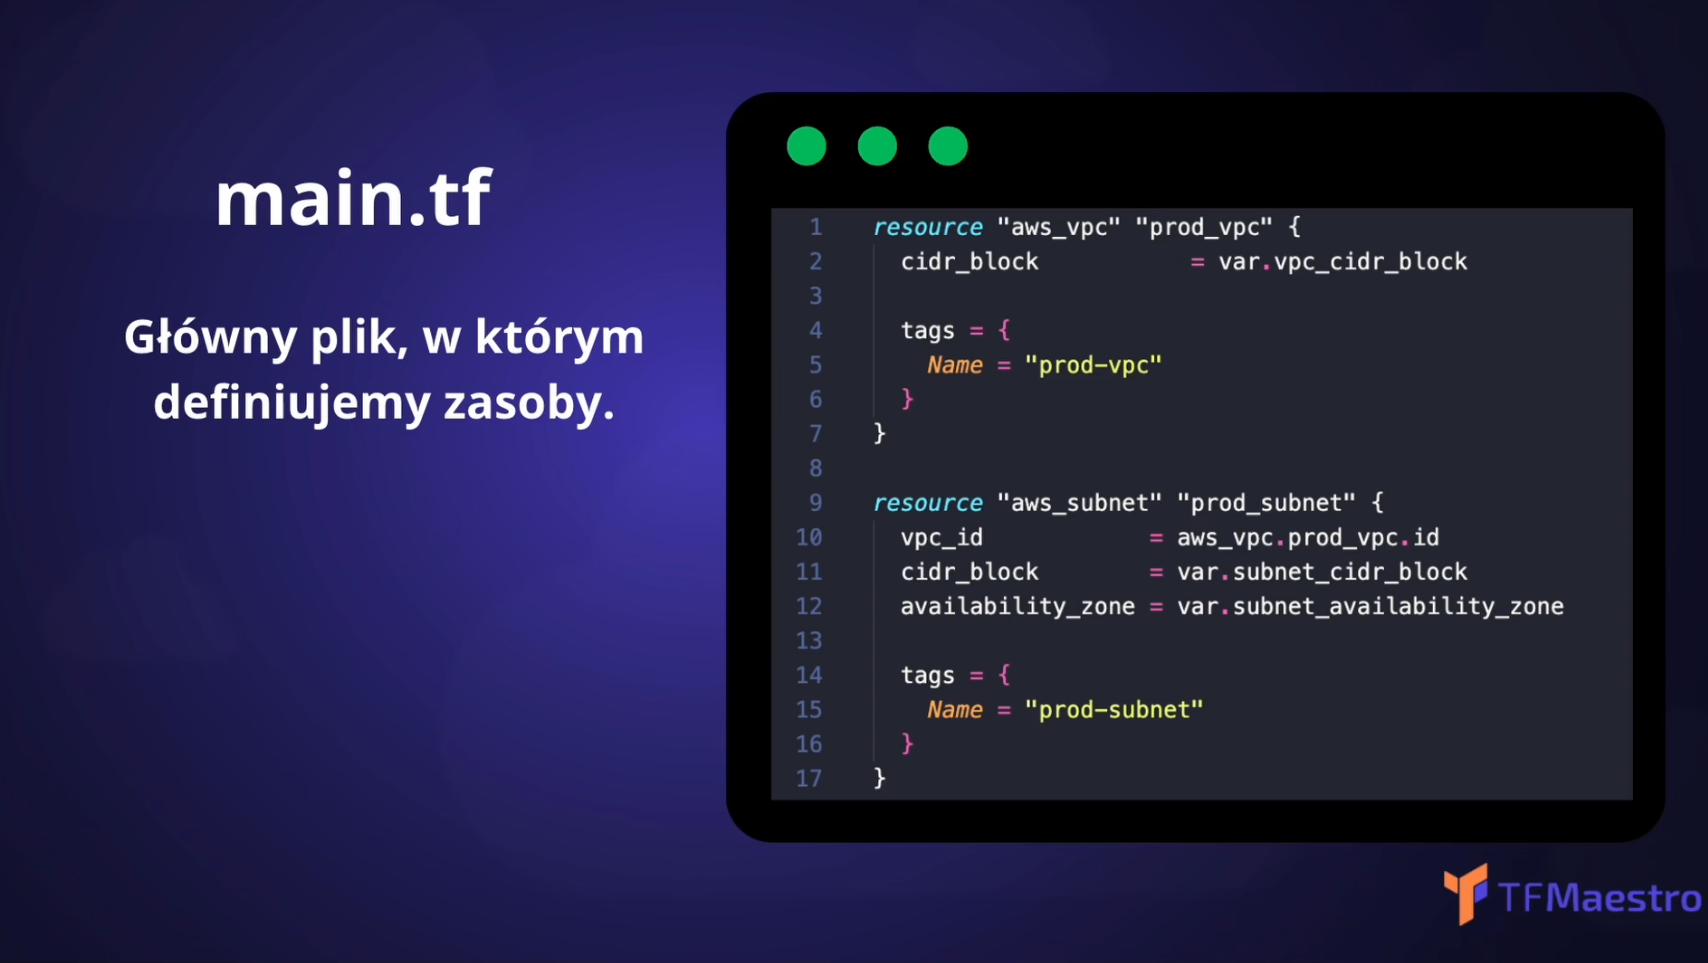 main.tf
Główny plik, w którym
definiujemy zasoby.
1 resource "aws_vpc" "prod_vpc" {
2 cidr_block = var.vpc_cidr_block
3
4 tags = {
5 Name = "prod-vpc"
6 }
7 }
8
9 resource "aws_subnet" "prod_subnet" {
10 vpc_id = aws_vpc.prod_vpc.id
11 cidr_block = var.subnet_cidr_block
12 availability_zone = var.subnet_availability_zone
13
14 tags = {
15 Name = "prod-subnet"
16 }
17 }
TFMaestro